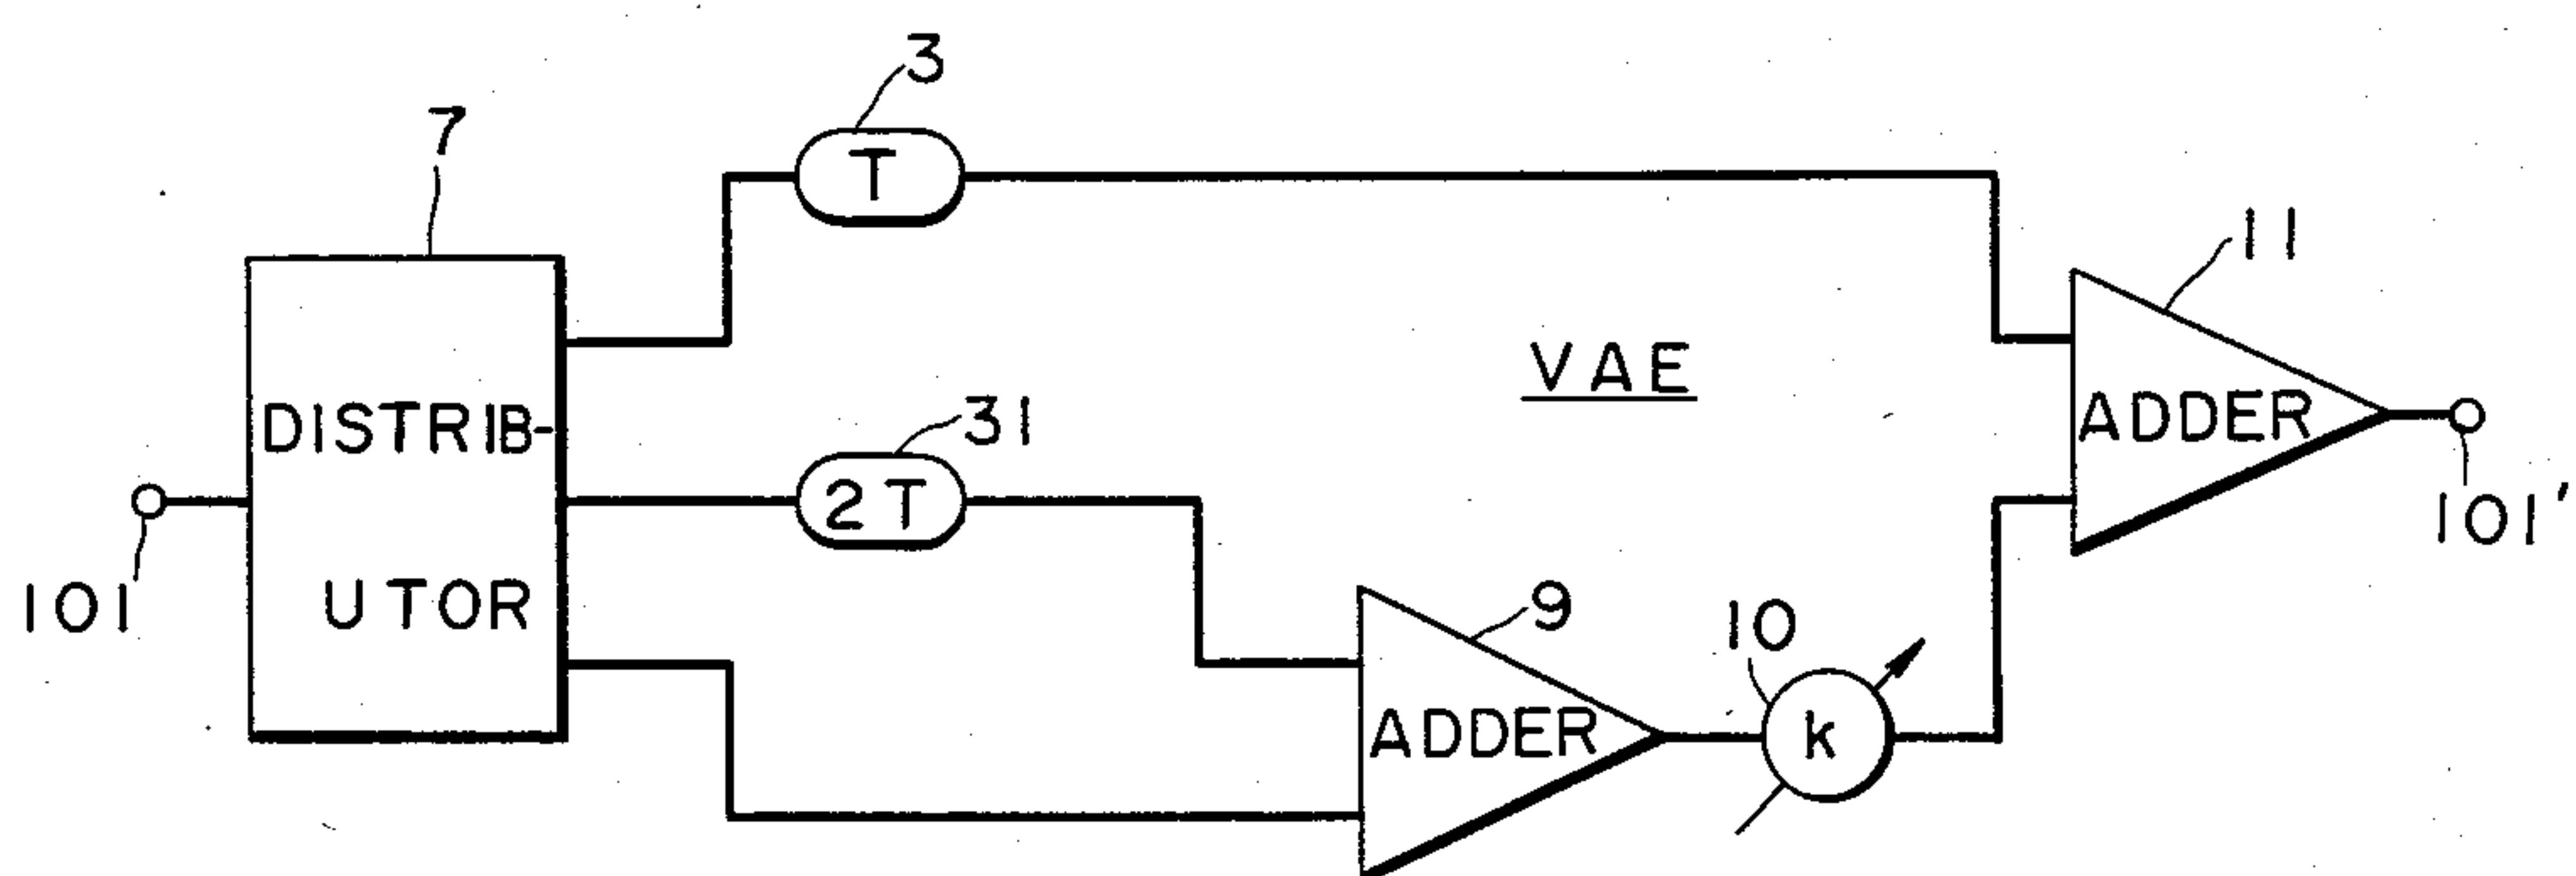 3
7
T
11
VAE
DISTRIB-
31
ADDER
2T
101'
101
UTOR
9
10
ADDER
k